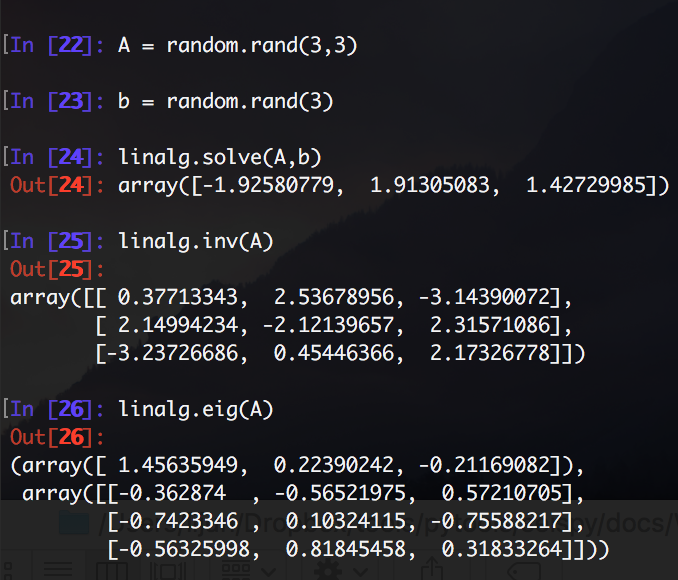 In [22]: A = random.rand(3,3)
In [23]: b = random.rand(3)
In [24]: linalg.solve(A,b)
Out[24]: array([-1.92580779,  1.91305083,  1.42729985])
In [25]: linalg.inv(A)
Out[25]:
array([[ 0.37713343,  2.53678956, -3.14390072],
       [ 2.14994234, -2.12139657,  2.31571086],
       [-3.23726686,  0.45446366,  2.17326778]])
In [26]: linalg.eig(A)
Out[26]:
(array([ 1.45635949,  0.22390242, -0.21169082]),
 array([[-0.362874  , -0.56521975,  0.57210705],
        [-0.7423346 ,  0.10324115, -0.75588217],
        [-0.56325998,  0.81845458,  0.31833264]]))